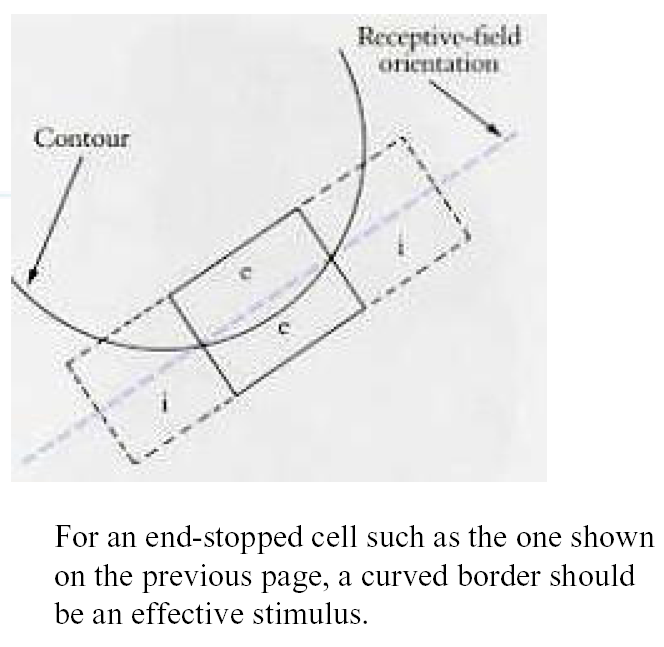 Receptive-field
orientation
Contour
e
i
e
i
For an end-stopped cell such as the one shown
on the previous page, a curved border should
be an effective stimulus.